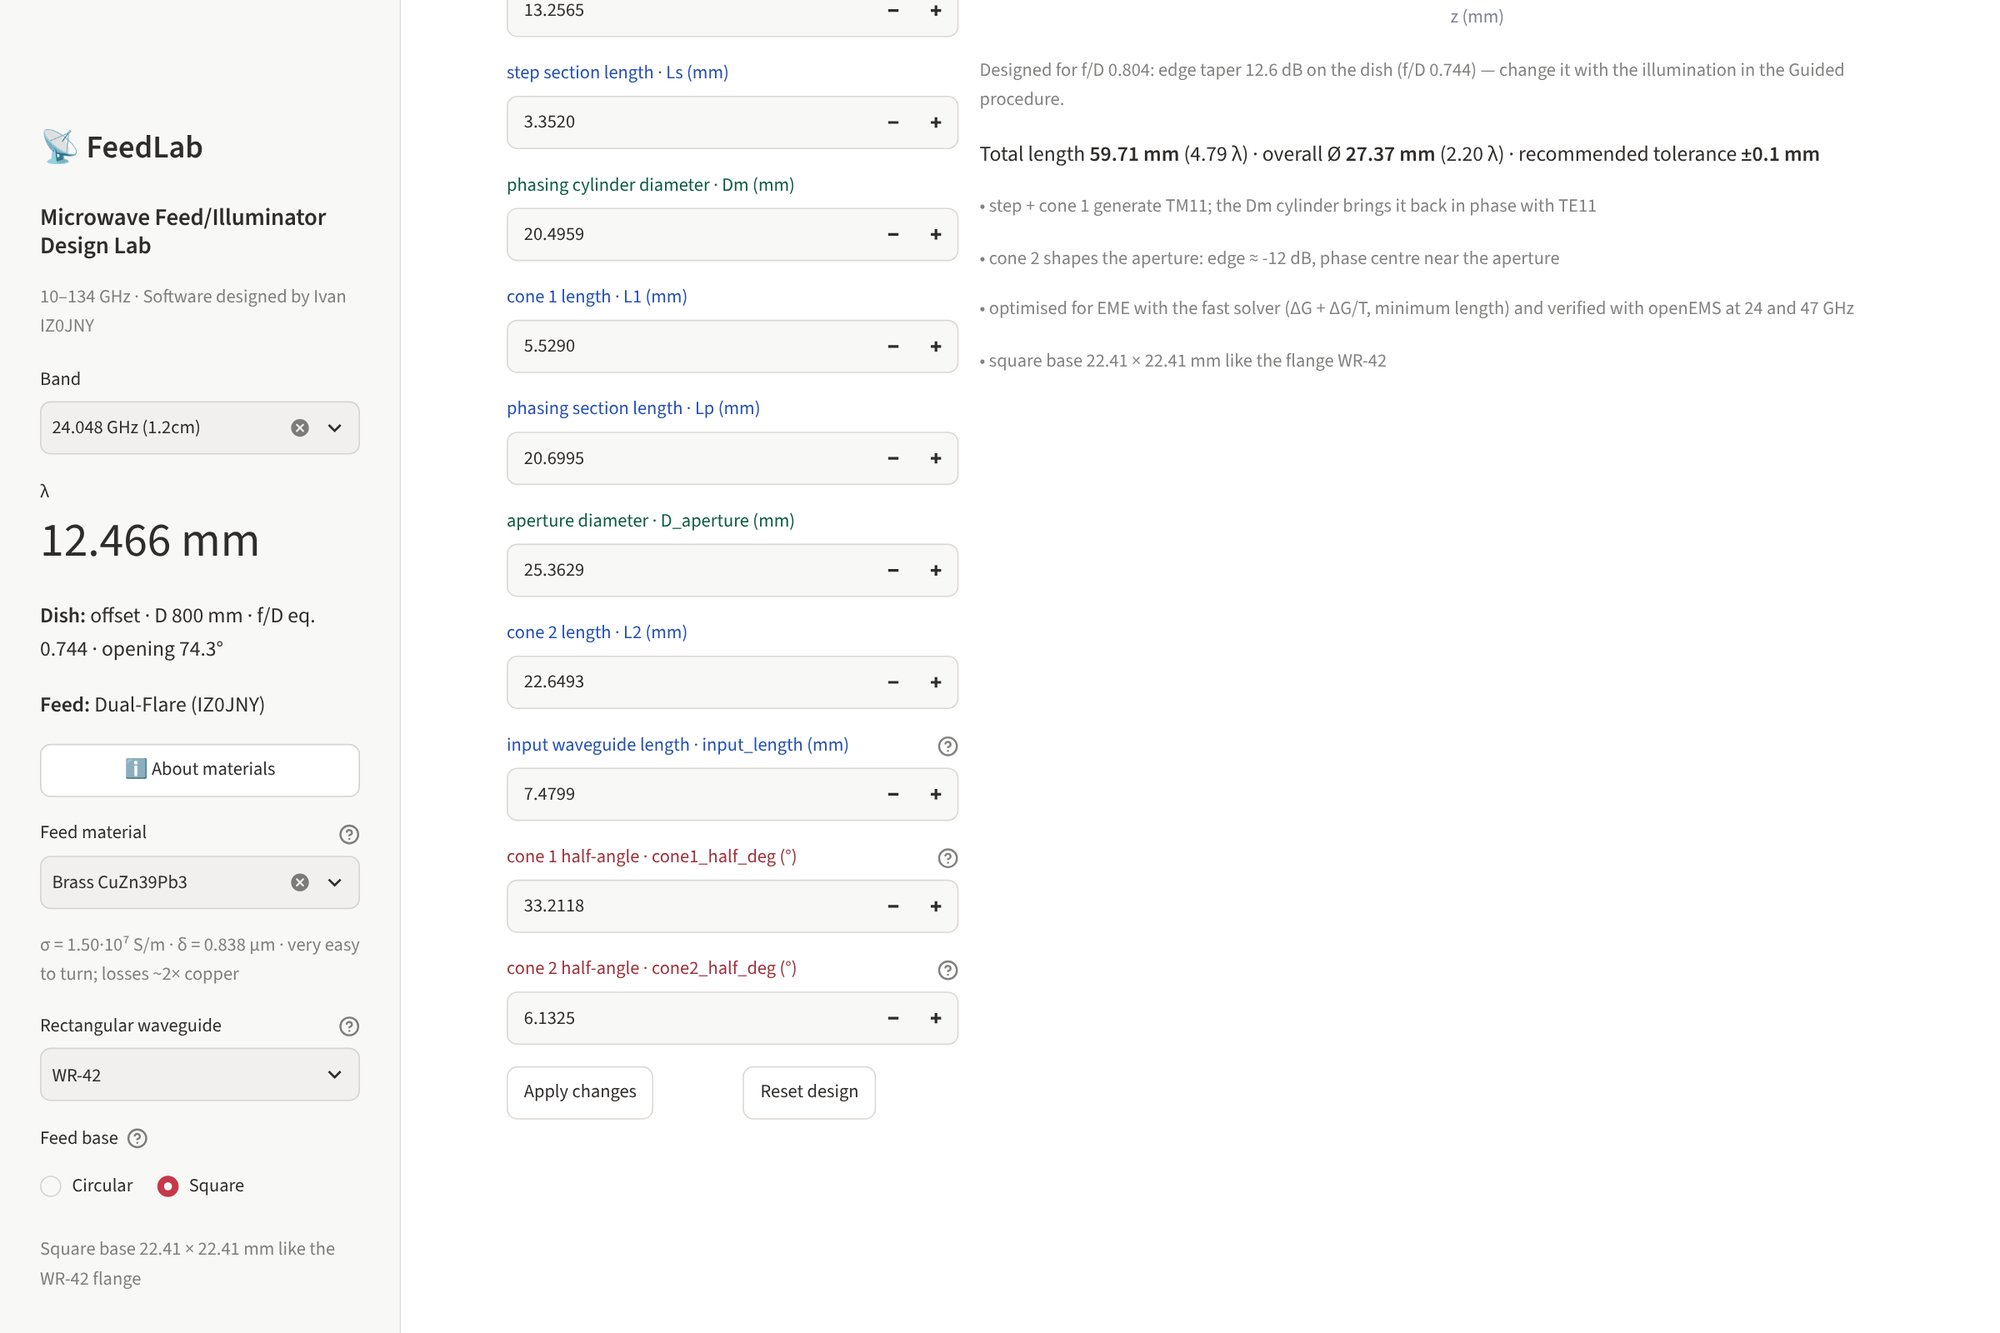 📡 FeedLab
Microwave Feed/Illuminator
Design Lab
10–134 GHz · Software designed by Ivan
IZ0JNY
Band
24.048 GHz (1.2cm)
λ
12.466 mm
Dish: offset · D 800 mm · f/D eq.
0.744 · opening 74.3°
Feed: Dual-Flare (IZ0JNY)
ℹ️ About materials
Feed material
Brass CuZn39Pb3
σ = 1.50·10⁷ S/m · δ = 0.838 µm · very easy
to turn; losses ~2× copper
Rectangular waveguide
WR-42
Feed base
Circular
Square
Square base 22.41 × 22.41 mm like the
WR-42 flange
13.2565
step section length · Ls (mm)
3.3520
phasing cylinder diameter · Dm (mm)
20.4959
cone 1 length · L1 (mm)
5.5290
phasing section length · Lp (mm)
20.6995
aperture diameter · D_aperture (mm)
25.3629
cone 2 length · L2 (mm)
22.6493
input waveguide length · input_length (mm)
7.4799
cone 1 half-angle · cone1_half_deg (°)
33.2118
cone 2 half-angle · cone2_half_deg (°)
6.1325
Apply changes
Reset design
z (mm)
Designed for f/D 0.804: edge taper 12.6 dB on the dish (f/D 0.744) — change it with the illumination in the Guided
procedure.
Total length 59.71 mm (4.79 λ) · overall Ø 27.37 mm (2.20 λ) · recommended tolerance ±0.1 mm
• step + cone 1 generate TM11; the Dm cylinder brings it back in phase with TE11
• cone 2 shapes the aperture: edge ≈ -12 dB, phase centre near the aperture
• optimised for EME with the fast solver (ΔG + ΔG/T, minimum length) and verified with openEMS at 24 and 47 GHz
• square base 22.41 × 22.41 mm like the flange WR-42